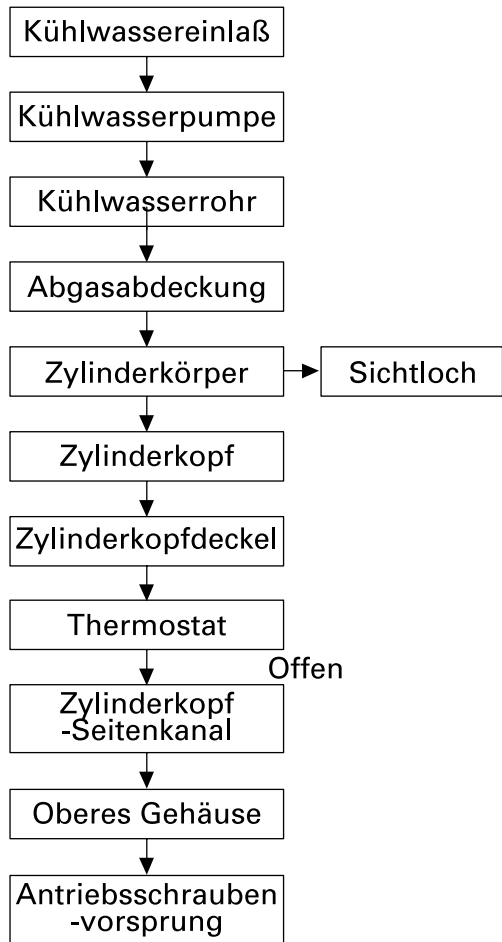 Kühlwassereinlaß
Kühlwasserpumpe
Kühlwasserrohr
Abgasabdeckung
Zylinderkörper
Sichtloch
Zylinderkopf
Zylinderkopfdeckel
Thermostat
Offen
Zylinderkopf
-Seitenkanal
Oberes Gehäuse
Antriebsschrauben
-vorsprung